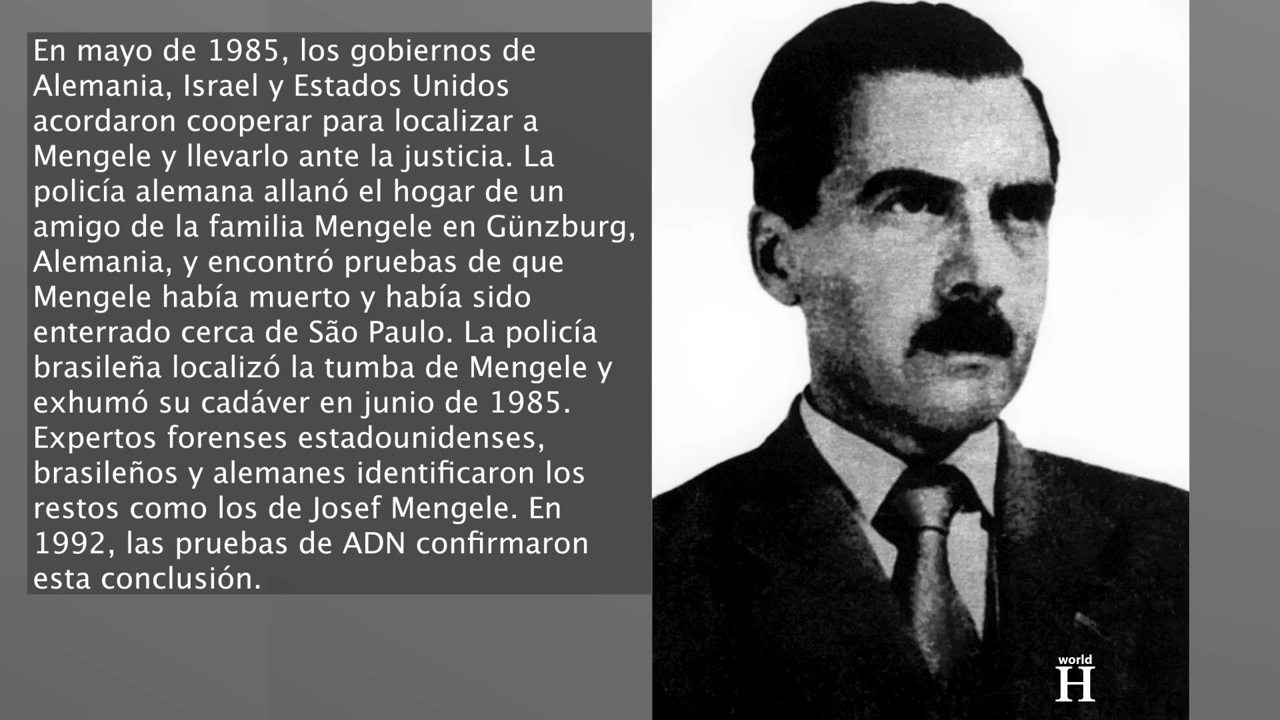 En mayo de 1985, los gobiernos de
Alemania, Israel y Estados Unidos
acordaron cooperar para localizar a
Mengele y llevarlo ante la justicia. La
policía alemana allanó el hogar de un
amigo de la familia Mengele en Günzburg,
Alemania, y encontró pruebas de que
Mengele había muerto y había sido
enterrado cerca de São Paulo. La policía
brasileña localizó la tumba de Mengele y
exhumó su cadáver en junio de 1985.
Expertos forenses estadounidenses,
brasileños y alemanes identificaron los
restos como los de Josef Mengele. En
1992, las pruebas de ADN confirmaron
esta conclusión.
world
H